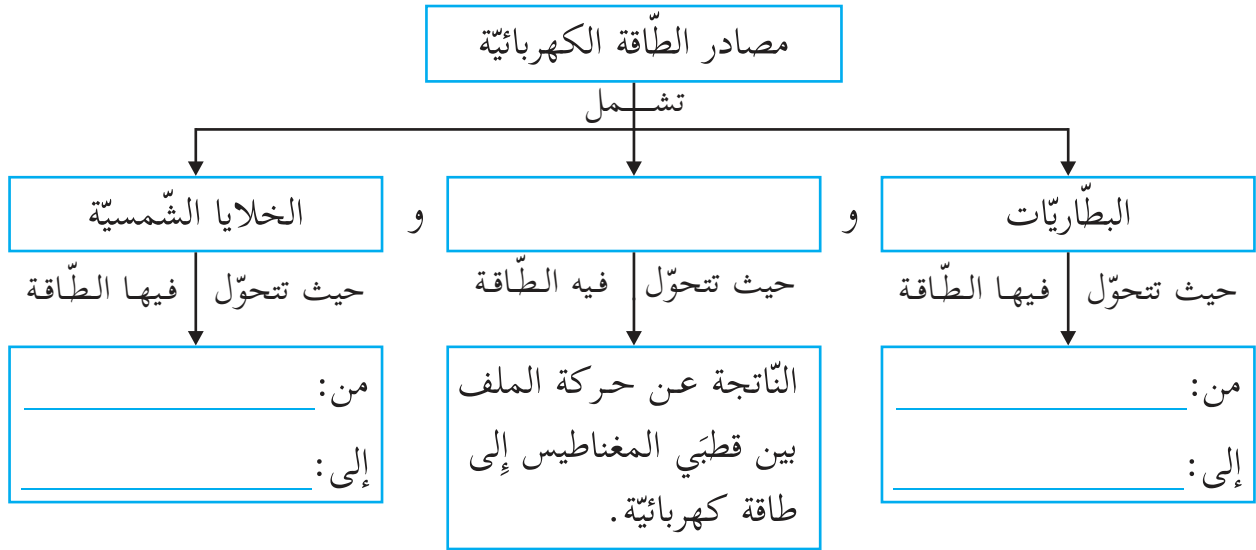 مصادر الطّاقة الكهربائيّة
تشـــمل
البطّاريّات
و
و
الخلايا الشّمسيّة
حيث تتحوّل فيها الطّاقة
حيث تتحوّل فيه الطّاقة
حيث تتحوّل فيها الطّاقة
من:
إلى:
النّاتجة عن حركة الملف
بين قطبَي المغناطيس إِلى
طاقة كهربائيّة.
من:
إلى: